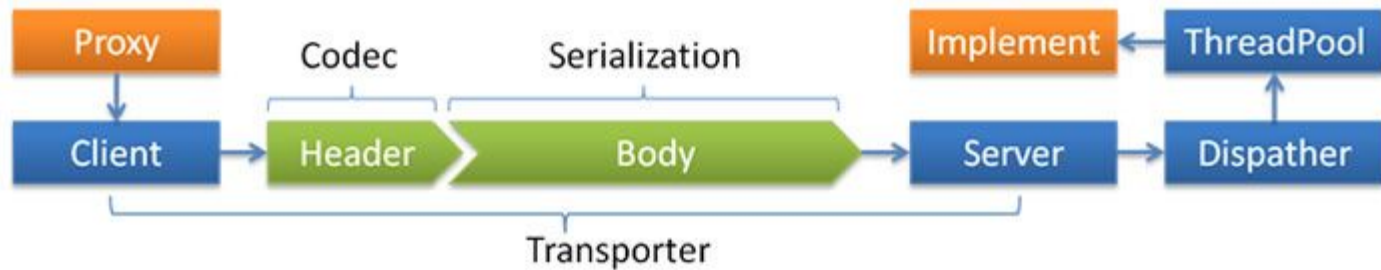 Proxy
Codec
Serialization
Implement
ThreadPool
Client
Header
Body
Server
Dispather
Transporter